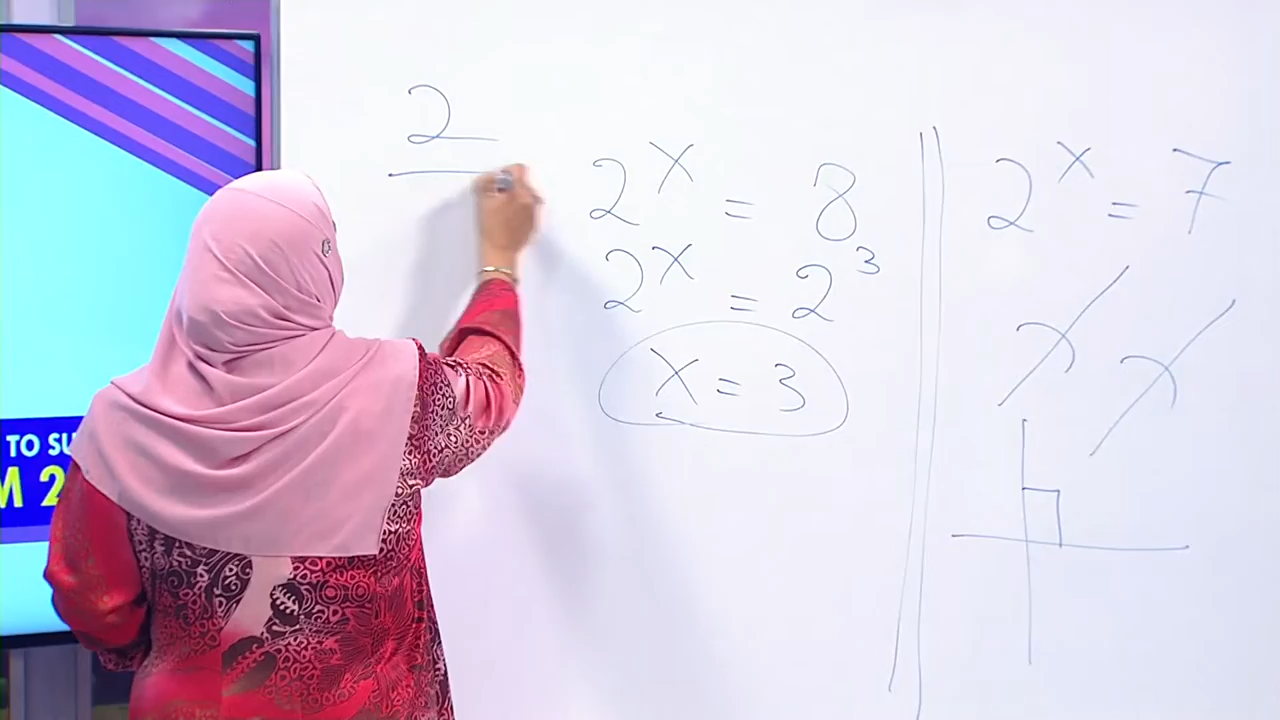 2
2^x = 8
2^x = 2^3
x = 3
2^x = 7
TO SU
M 2